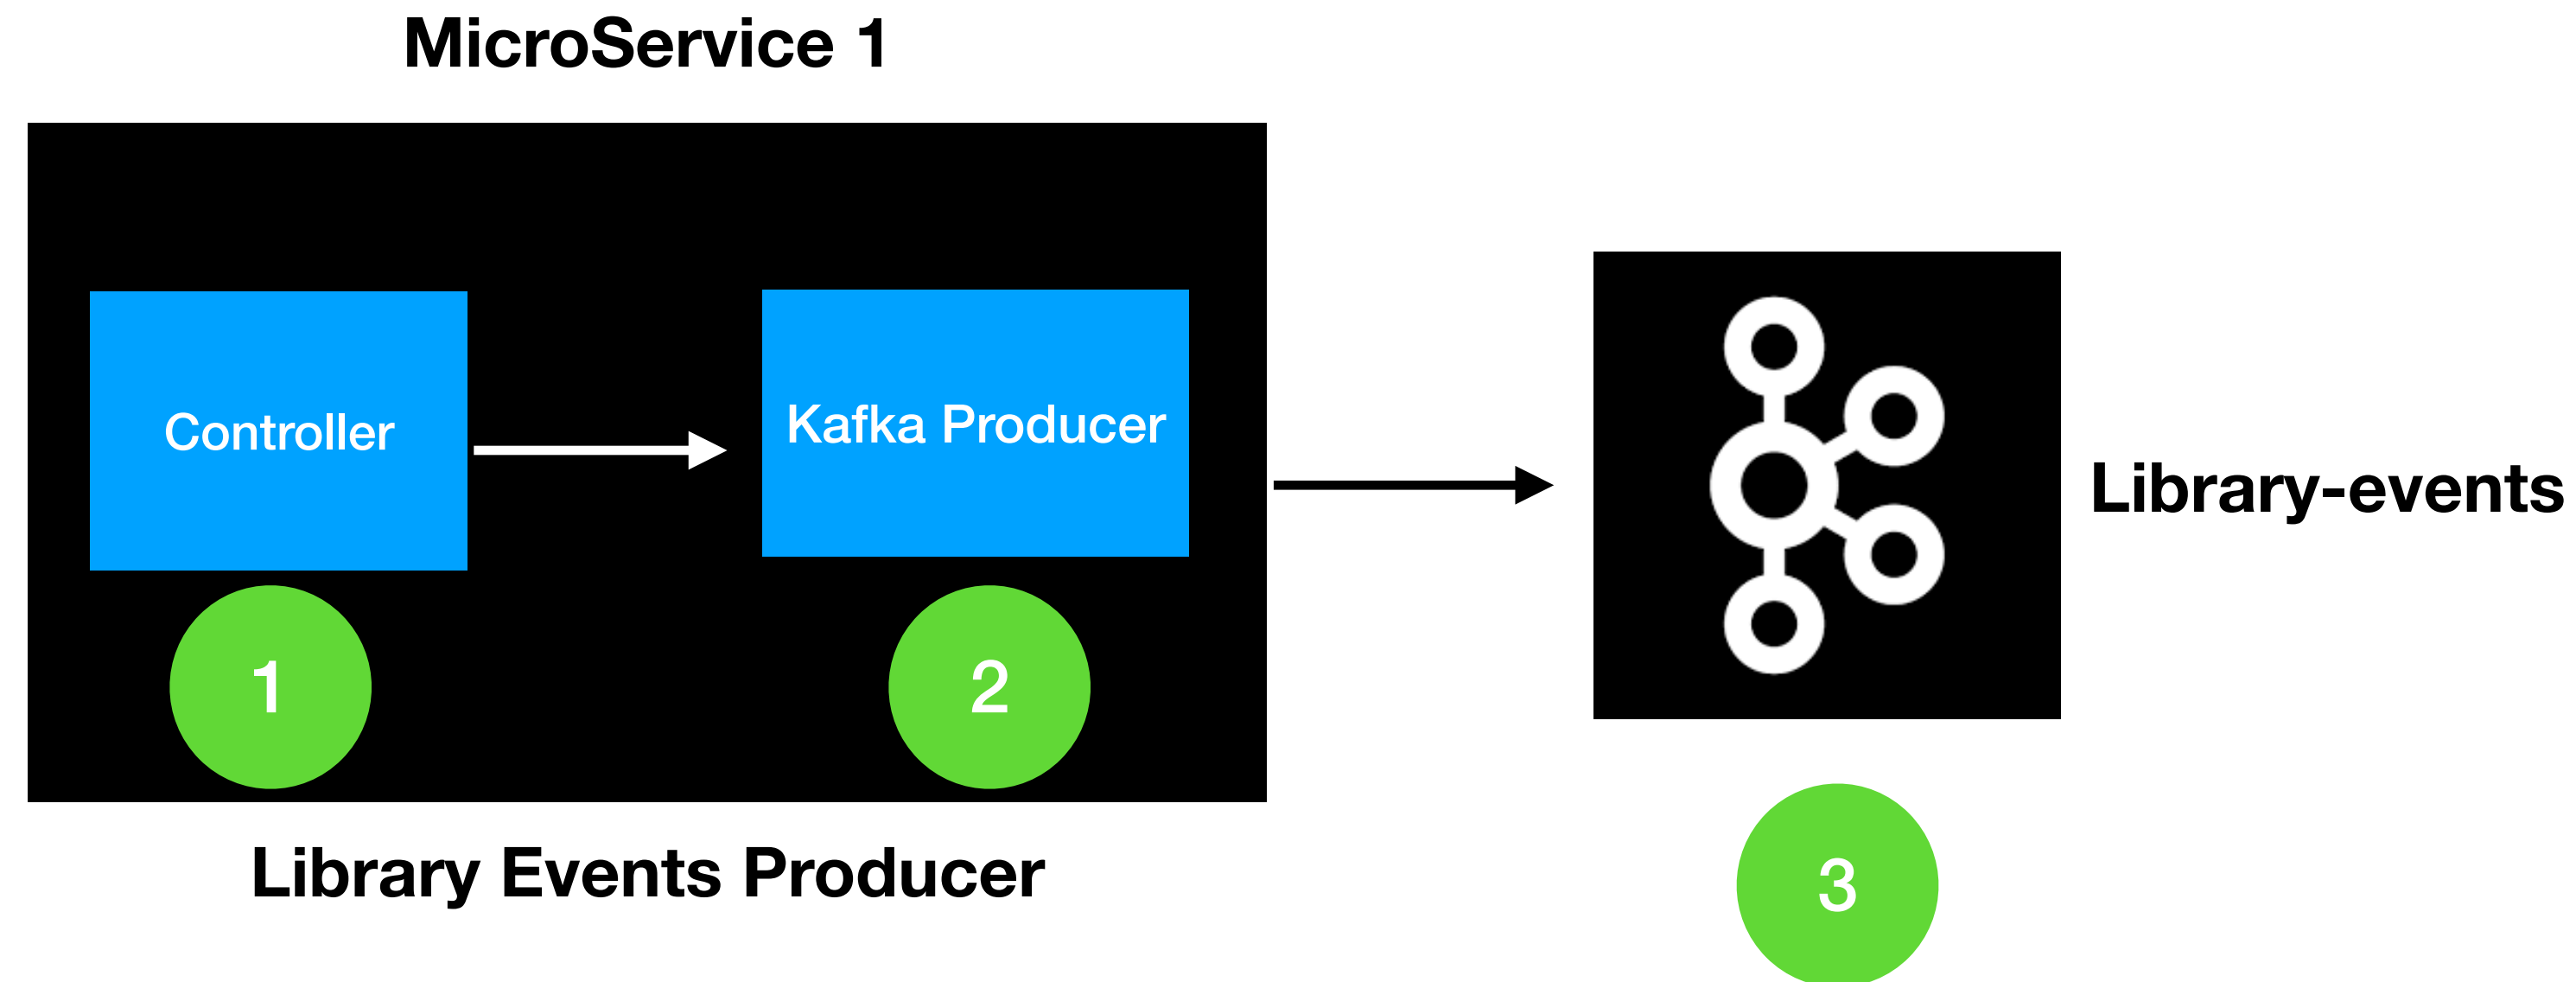 MicroService 1
Controller
Kafka Producer
Library-events
1
2
Library Events Producer
3